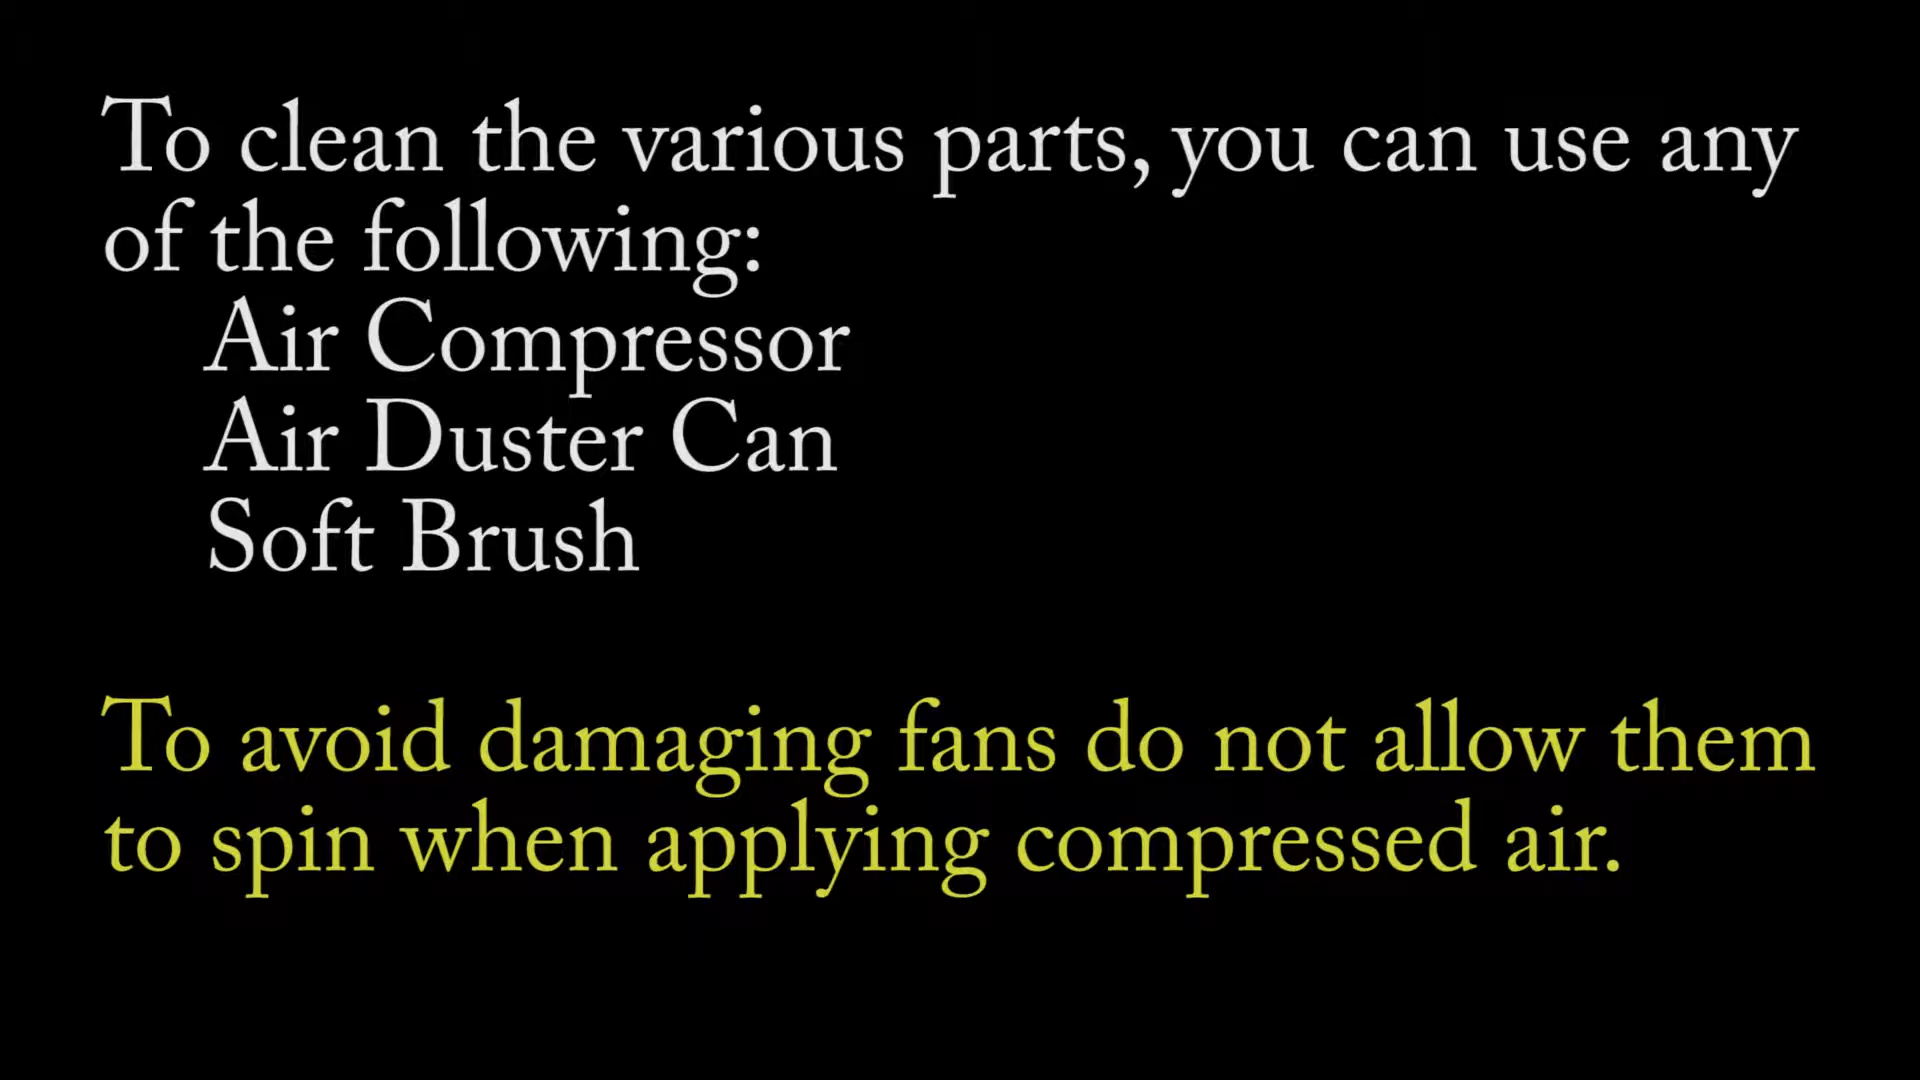 To clean the various parts, you can use any
of the following:
Air Compressor
Air Duster Can
Soft Brush
To avoid damaging fans do not allow them
to spin when applying compressed air.